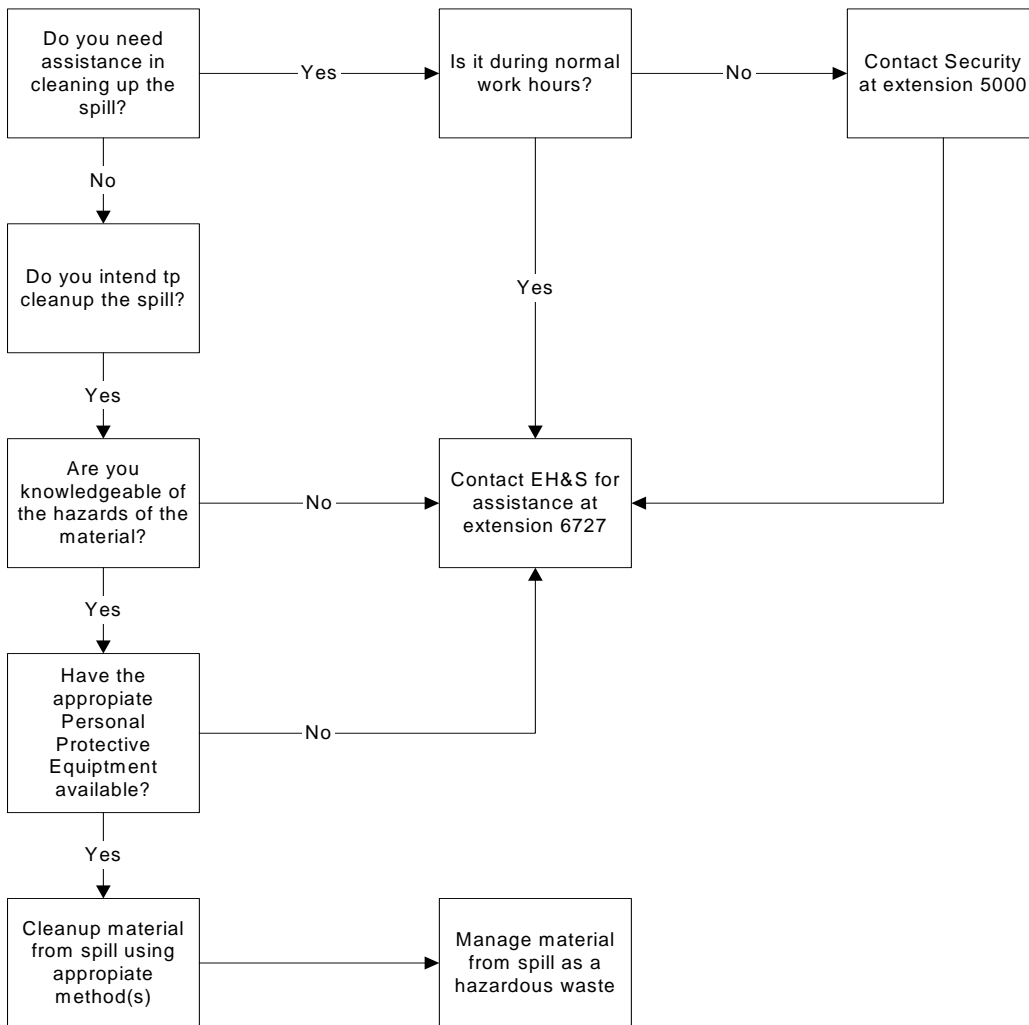 Do you need
assistance in
cleaning up the
spill?
Yes
Is it during normal
work hours?
No
Contact Security
at extension 5000
No
Do you intend tp
cleanup the spill?
Yes
Yes
Are you
knowledgeable of
the hazards of the
material?
No
Contact EH&S for
assistance at
extension 6727
Yes
Have the
appropiate
Personal
Protective
Equiptment
available?
No
Yes
Cleanup material
from spill using
appropiate
method(s)
Manage material
from spill as a
hazardous waste